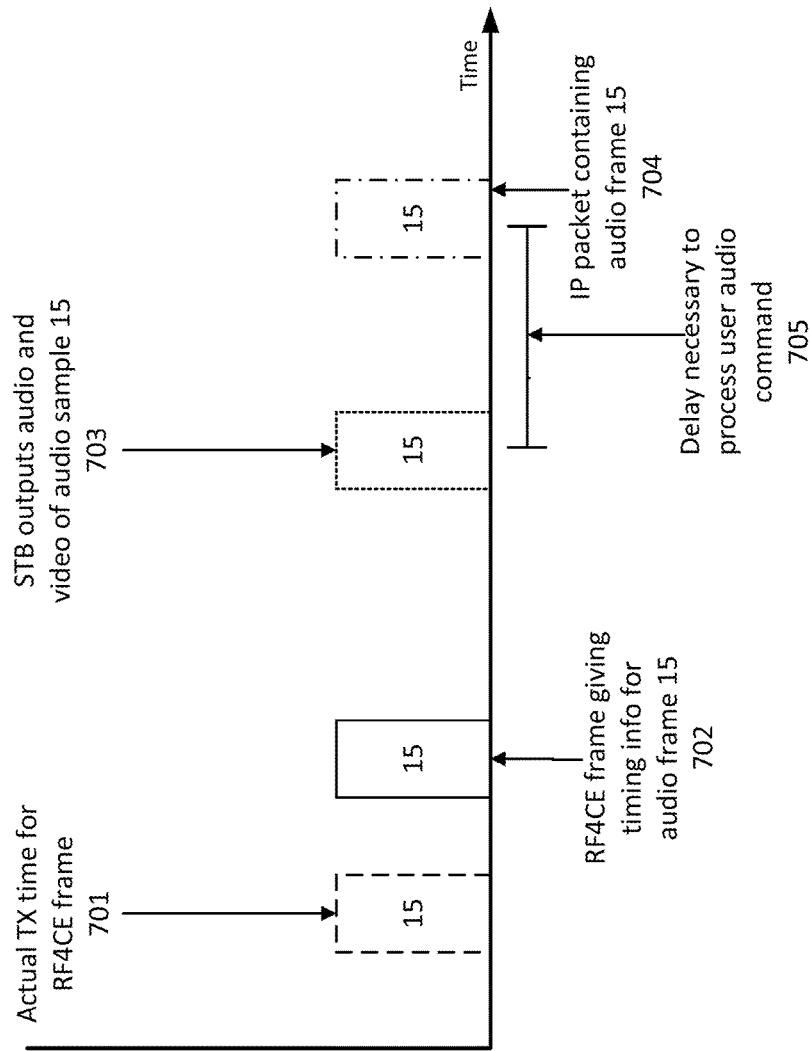 Actual TX time for
RF4CE frame
701
STB outputs audio and
video of audio sample 15
703
15
15
15
15
Time
RF4CE frame giving
timing info for
audio frame 15
702
IP packet containing
audio frame 15
704
Delay necessary to
process user audio
command
705